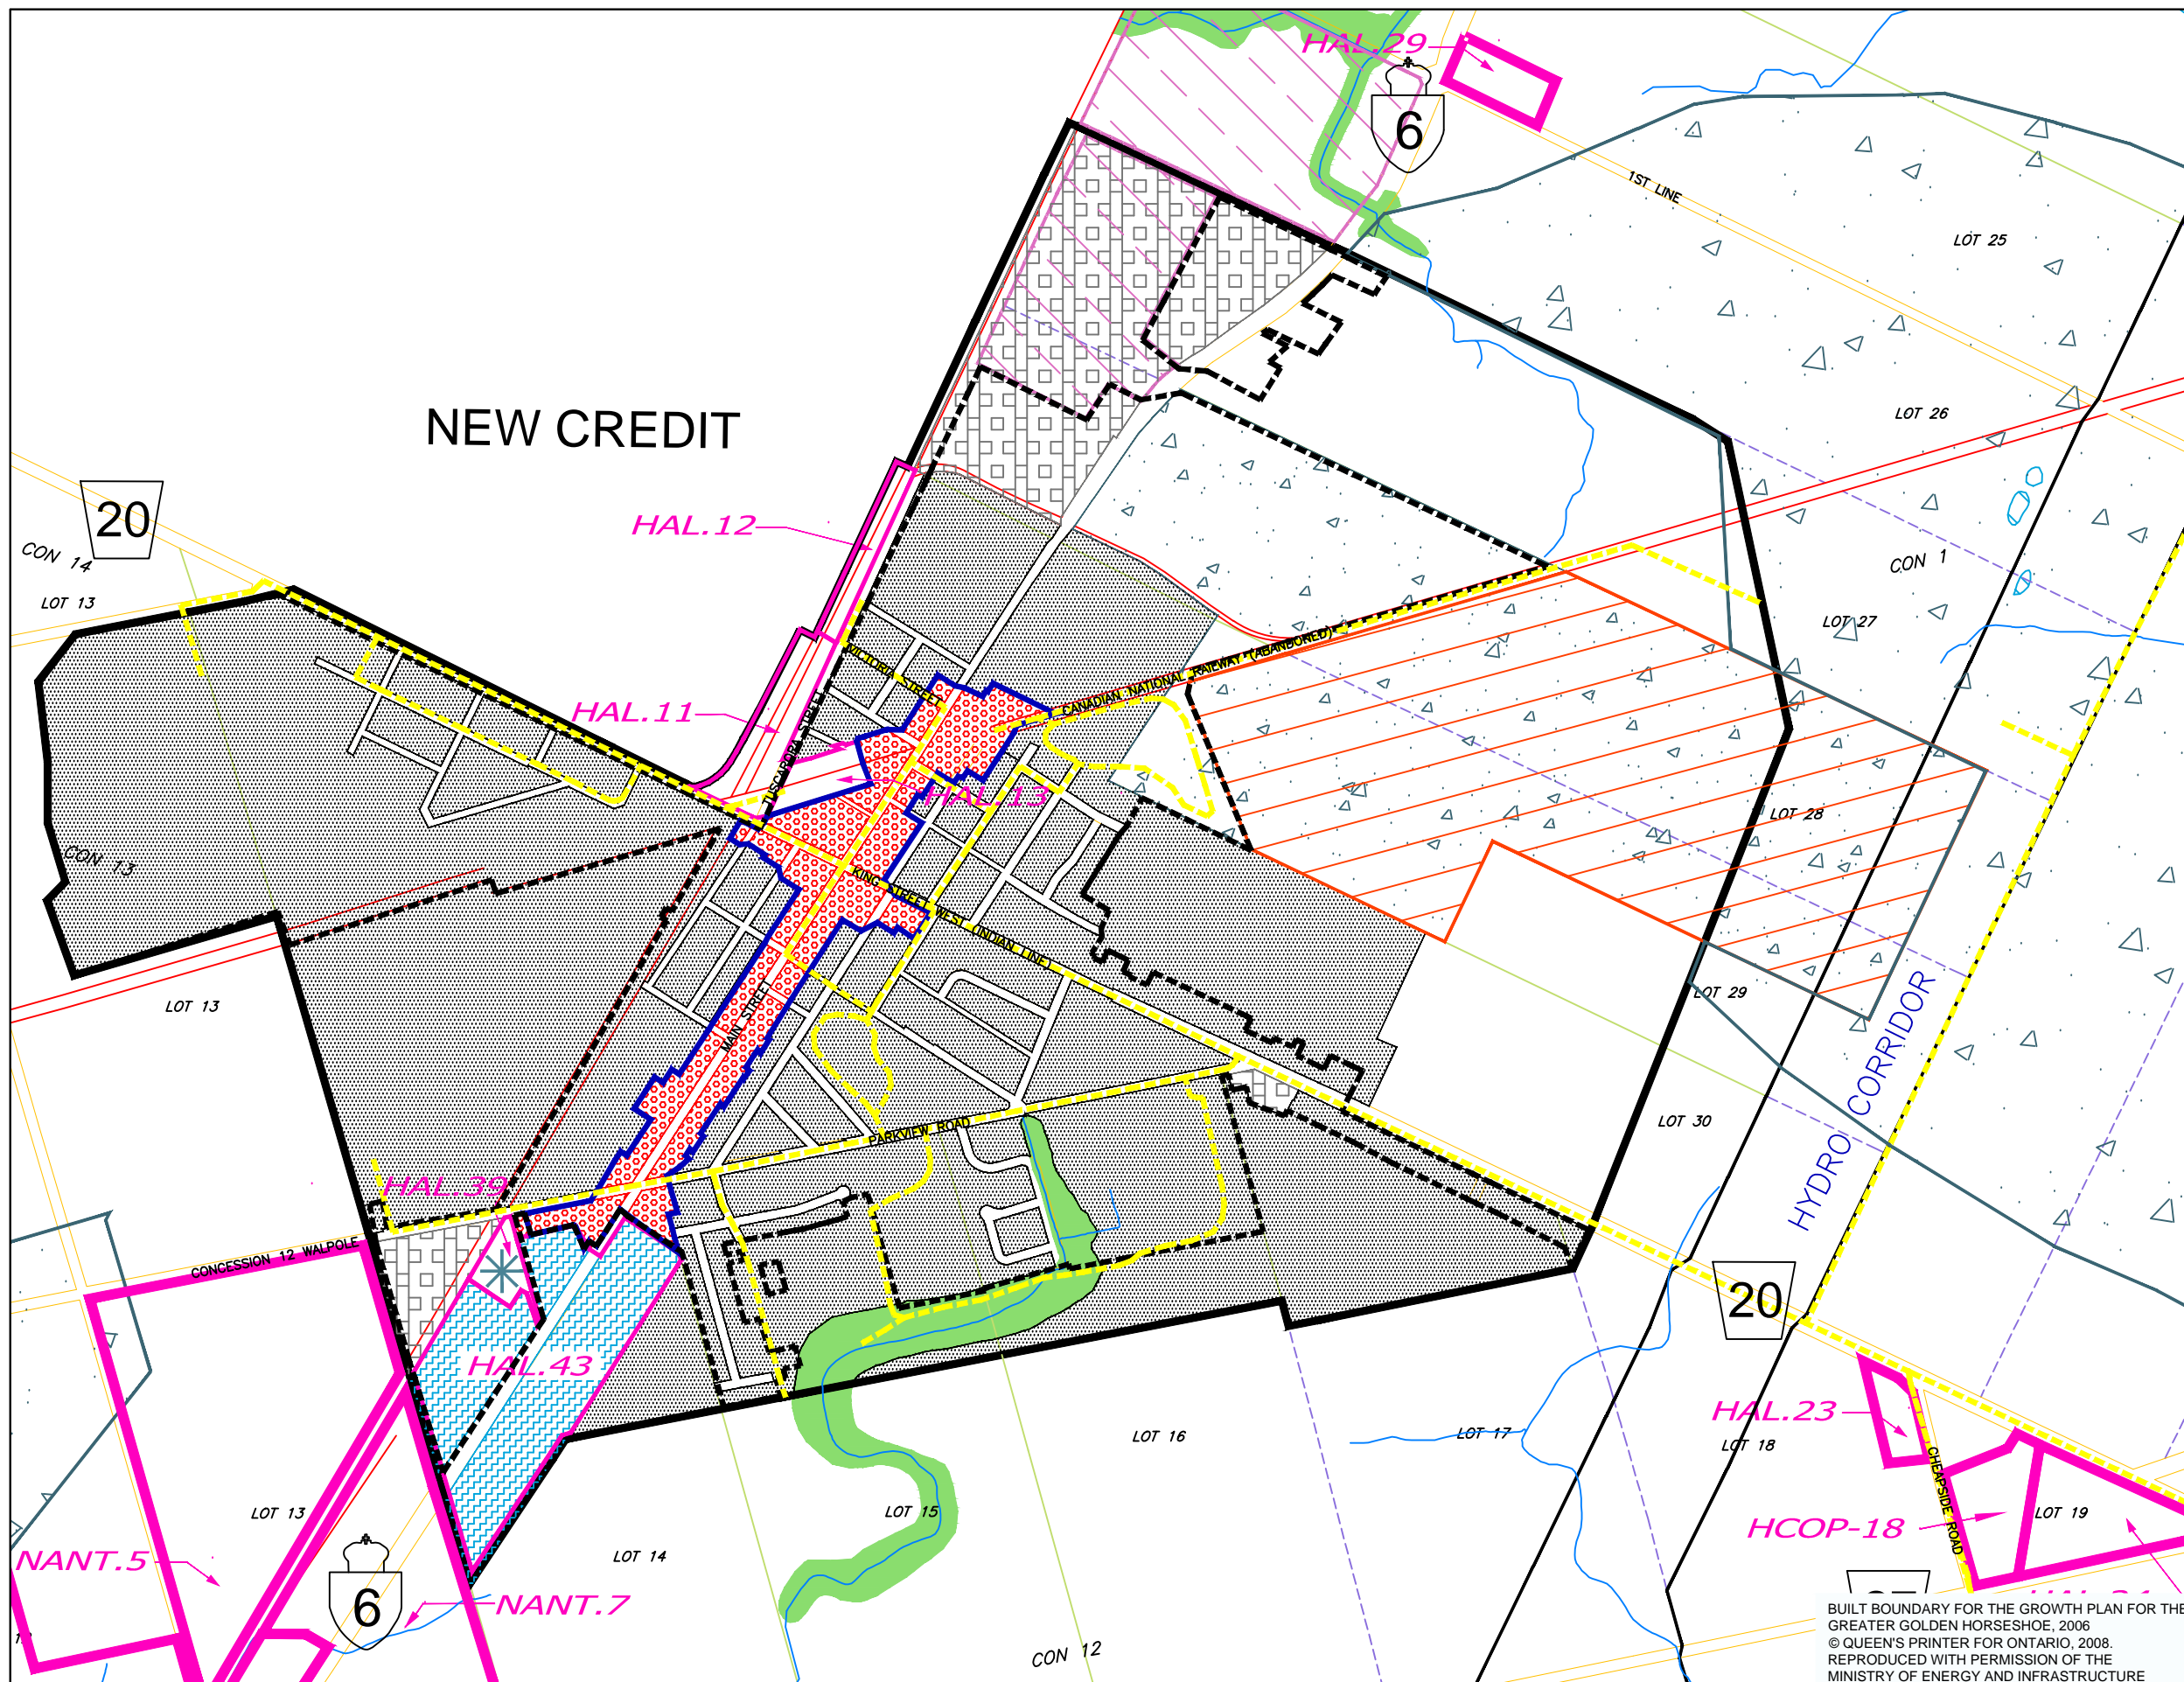 HAL.29
6
1ST LINE
LOT 25
NEW CREDIT
LOT 26
20
HAL.12
CON 14
CON 1
LOT 13
LOT 27
VICTORIA STREET
CANADIAN NATIONAL RAILWAY (ABANDONED)
HAL.11
TUSCARORA STREET
HAL.13
LOT 28
CON 13
KING STREET WEST (INDIAN LINE)
LOT 13
MAIN STREET
LOT 29
HYDRO CORRIDOR
LOT 30
PARKVIEW ROAD
HAL.39
CONCESSION 12 WALPOLE
20
HAL.43
HAL.23
LOT 16
LOT 17
LOT 18
CHEAPSIDE ROAD
LOT 13
LOT 15
HCOP-18
LOT 19
NANT.5
LOT 14
6
NANT.7
CON 12
BUILT BOUNDARY FOR THE GROWTH PLAN FOR THE
GREATER GOLDEN HORSESHOE, 2006
© QUEEN'S PRINTER FOR ONTARIO, 2008.
REPRODUCED WITH PERMISSION OF THE
MINISTRY OF ENERGY AND INFRASTRUCTURE